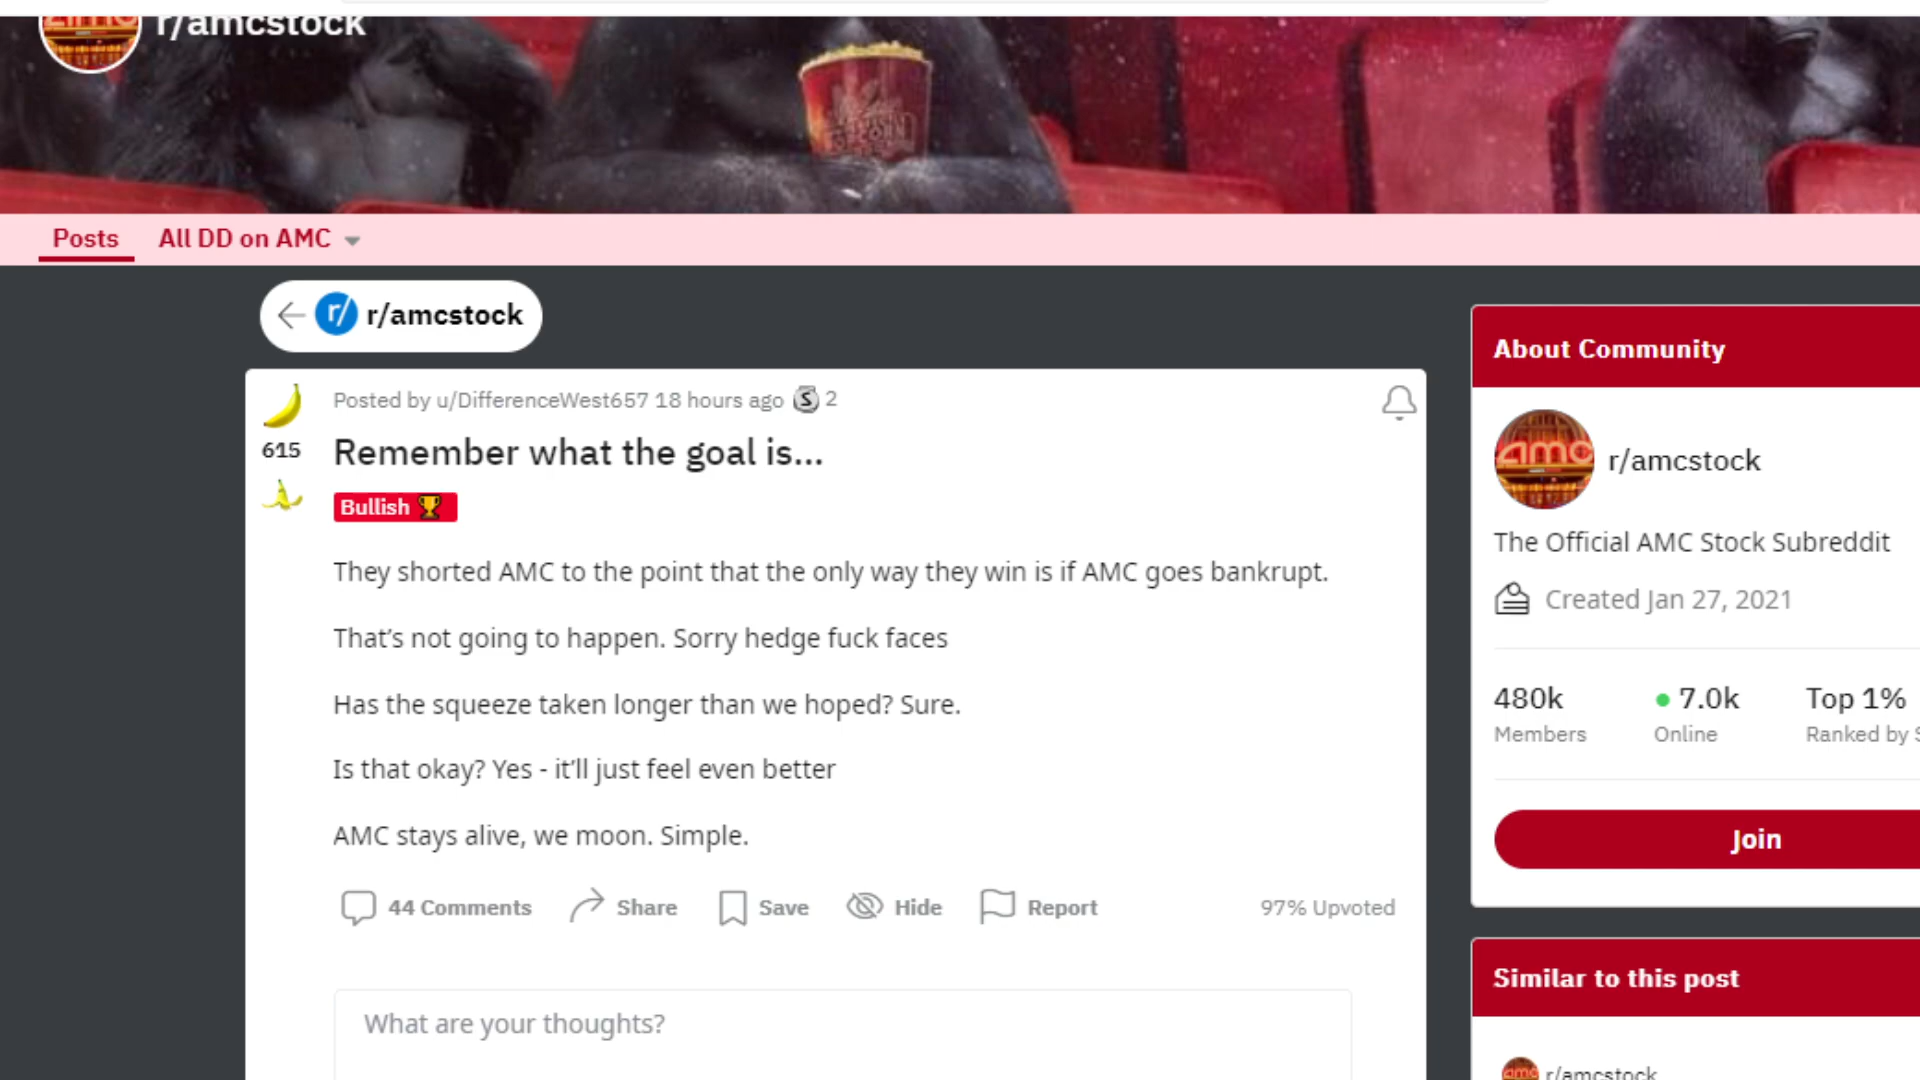 r/amcstock
Posts All DD on AMC
r/ r/amcstock
Posted by u/DifferenceWest657 18 hours ago S 2
615
Remember what the goal is...
Bullish
They shorted AMC to the point that the only way they win is if AMC goes bankrupt.
That's not going to happen. Sorry hedge fuck faces
Has the squeeze taken longer than we hoped? Sure.
Is that okay? Yes - it'll just feel even better
AMC stays alive, we moon. Simple.
44 Comments Share Save Hide Report 97% Upvoted
What are your thoughts?
About Community
amc r/amcstock
The Official AMC Stock Subreddit
Created Jan 27, 2021
480k 7.0k Top 1%
Members Online Ranked by
Join
Similar to this post
amc r/amcstock